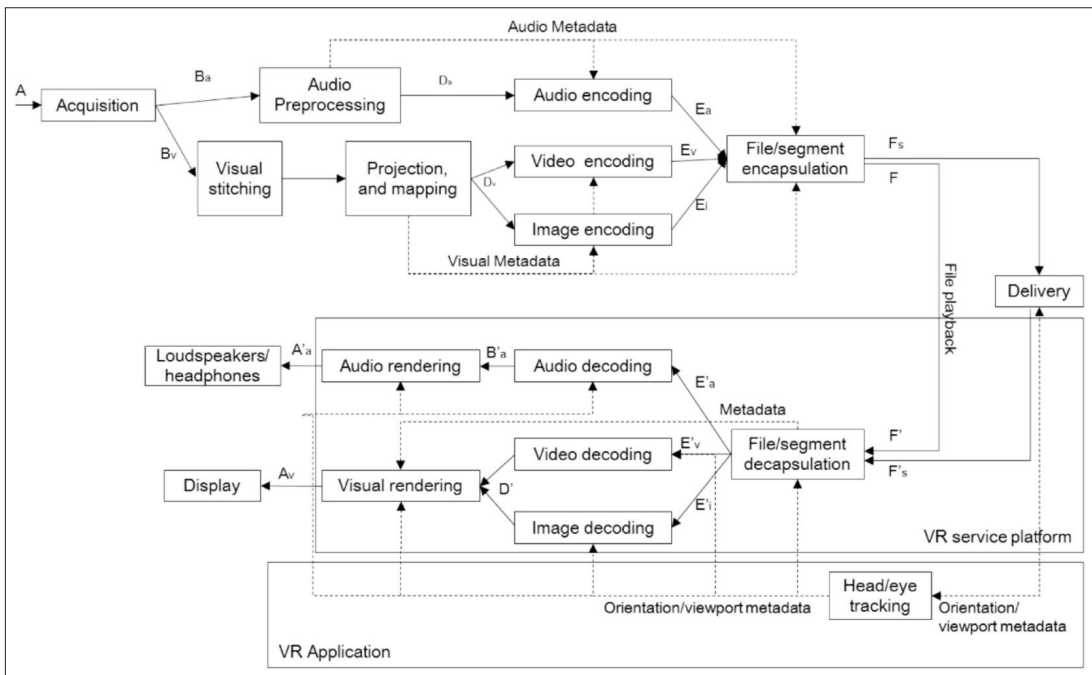 Audio Metadata
A
Acquisition
Ba
Audio
Preprocessing
Da
Audio encoding
Ea
Bv
Visual
stitching
Projection,
and mapping
Dv
Video encoding
Ev
Image encoding
Ei
Visual Metadata
File/segment
encapsulation
Fs
F
File playback
Delivery
Loudspeakers/
headphones
A'a
Audio rendering
B'a
Audio decoding
E'a
Metadata
File/segment
decapsulation
F'
F's
Display
Av
Visual rendering
D'
Video decoding
E'v
Image decoding
E'i
VR service platform
Head/eye
tracking
Orientation/viewport metadata
Orientation/
viewport metadata
VR Application